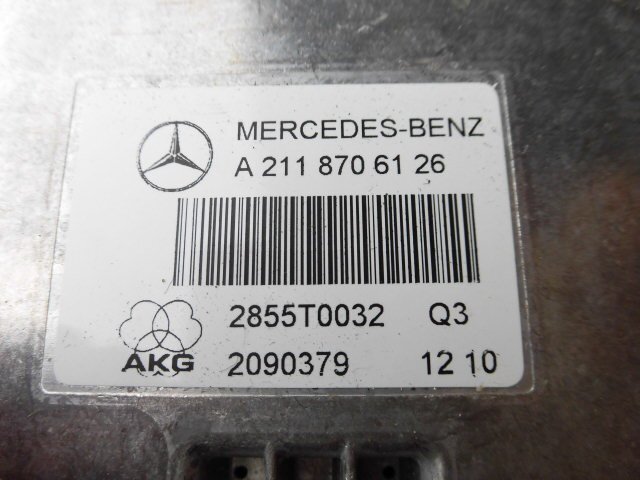 MERCEDES-BENZ
A 211 870 61 26
2855T0032 Q3
AKG 2090379 12 10